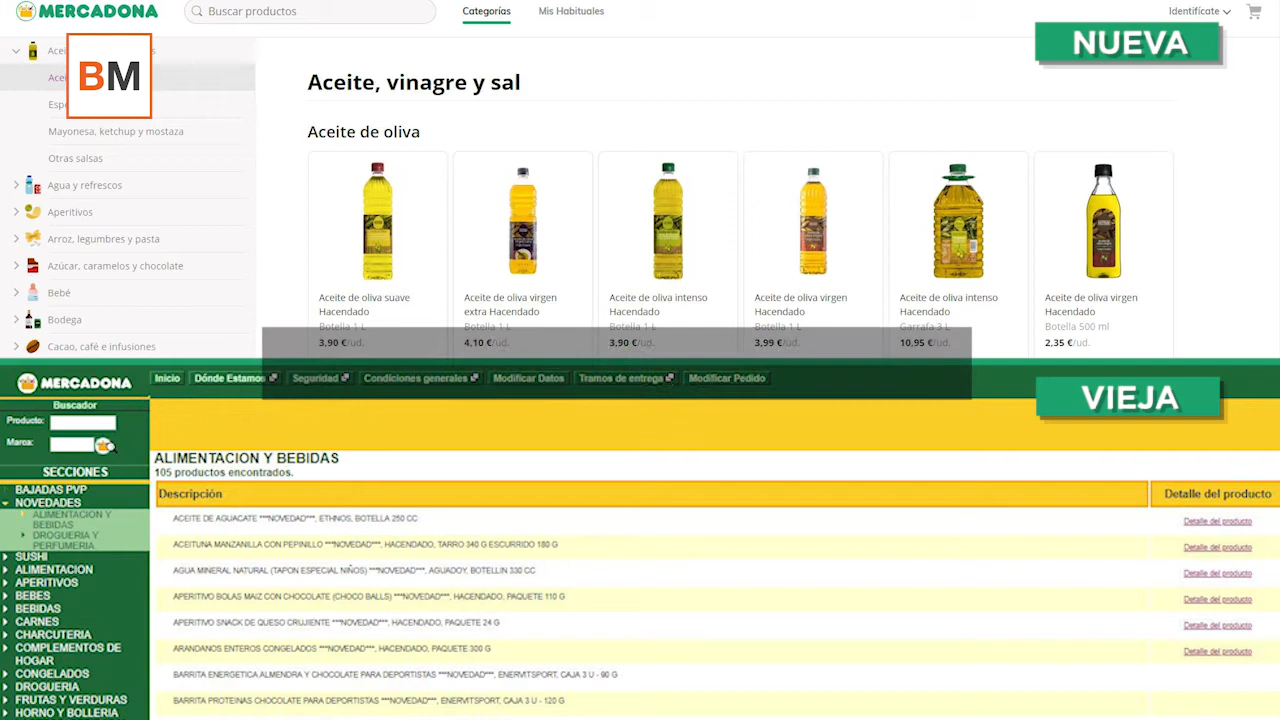 MERCADONA
Buscar productos
Categorías
Mis Habituales
Identifícate
NUEVA
BM
Mayonesa, ketchup y mostaza
Otras salsas
Agua y refrescos
Aperitivos
Arroz, legumbres y pasta
Azúcar, caramelos y chocolate
Bebé
Bodega
Cacao, café e infusiones
Aceite, vinagre y sal
Aceite de oliva
Aceite de oliva suave
Hacendado
Botella 1 L
3,90 €/ud.
Aceite de oliva virgen
extra Hacendado
Botella 1 L
4,10 €/ud.
Aceite de oliva intenso
Hacendado
Botella 1 L
3,90 €/ud.
Aceite de oliva virgen
Hacendado
Botella 1 L
3,99 €/ud.
Aceite de oliva intenso
Hacendado
Garrafa 3 L
10,95 €/ud.
Aceite de oliva virgen
Hacendado
Botella 500 ml
2,35 €/ud.
MERCADONA
Inicio
Dónde Estamos
Seguridad
Condiciones generales
Modificar Datos
Tramos de entrega
Modificar Pedido
VIEJA
Buscador
Producto:
Marca:
SECCIONES
BAJADAS PVP
NOVEDADES
ALIMENTACION Y
BEBIDAS
DROGUERIA Y
PERFUMERIA
SUSHI
ALIMENTACION
APERITIVOS
BEBES
BEBIDAS
CARNES
CHARCUTERIA
COMPLEMENTOS DE
HOGAR
CONGELADOS
DROGUERIA
FRUTAS Y VERDURAS
HORNO Y BOLLERIA
ALIMENTACION Y BEBIDAS
105 productos encontrados.
Descripción
Detalle del producto
ACEITE DE AGUACATE ***NOVEDAD***, ETHNOS, BOTELLA 250 CC
Detalle del producto
ACEITUNA MANZANILLA CON PEPINILLO ***NOVEDAD***, HACENDADO, TARRO 340 G ESCURRIDO 180 G
Detalle del producto
AGUA MINERAL NATURAL (TAPON ESPECIAL NIÑOS) ***NOVEDAD***, AGUADOY, BOTELLIN 330 CC
Detalle del producto
APERITIVO BOLAS MAIZ CON CHOCOLATE (CHOCO BALLS) ***NOVEDAD***, HACENDADO, PAQUETE 110 G
Detalle del producto
APERITIVO SNACK DE QUESO CRUJIENTE ***NOVEDAD***, HACENDADO, PAQUETE 24 G
Detalle del producto
ARANDANOS ENTEROS CONGELADOS ***NOVEDAD***, HACENDADO, PAQUETE 300 G
Detalle del producto
BARRITA ENERGETICA ALMENDRA Y CHOCOLATE PARA DEPORTISTAS ***NOVEDAD***, ENERVITSPORT, CAJA 3 U - 90 G
BARRITA PROTEINAS CHOCOLATE PARA DEPORTISTAS ***NOVEDAD***, ENERVITSPORT, CAJA 3 U - 120 G